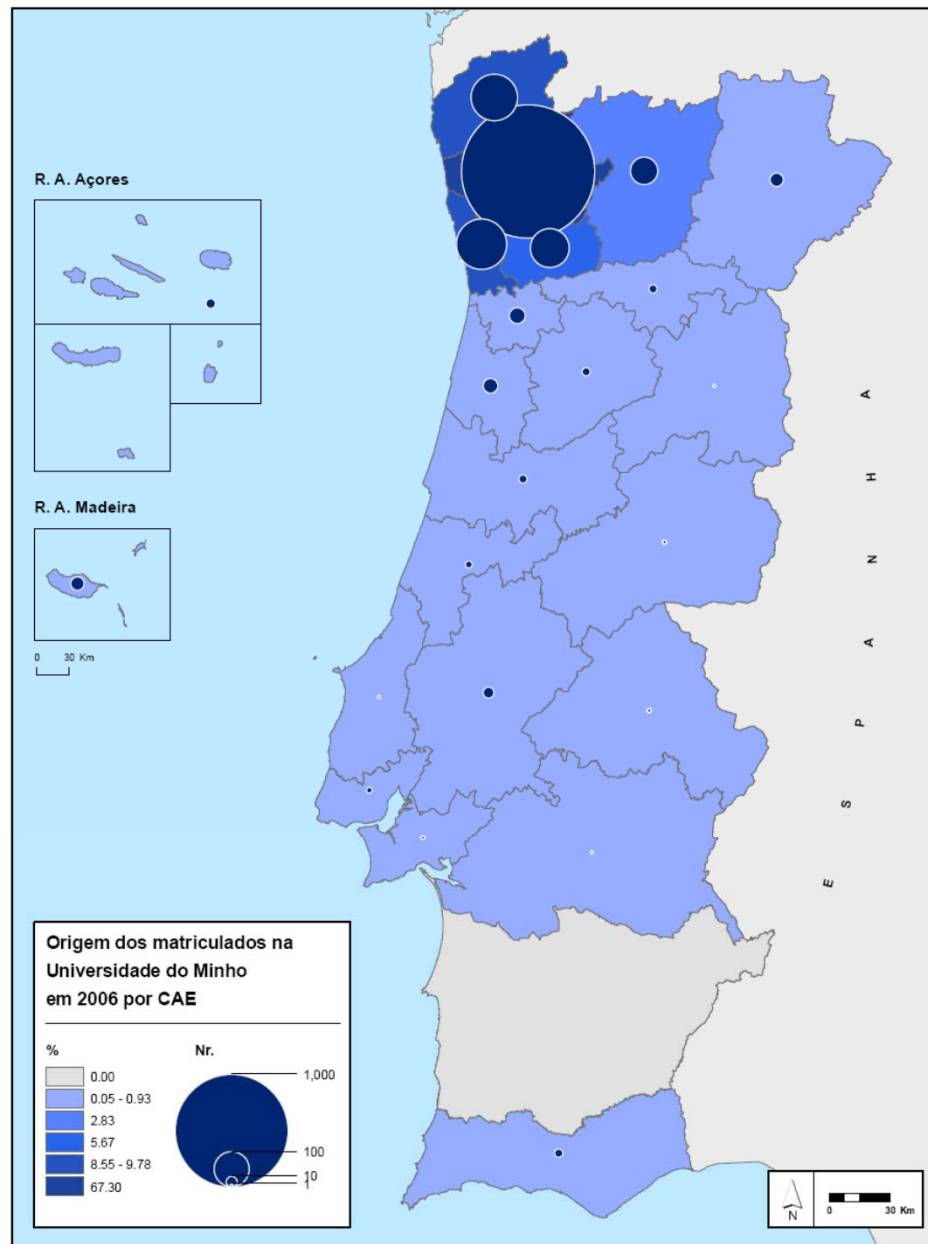 R. A. Açores
R. A. Madeira
0 30 Km
E S P A N H A
Origem dos matriculados na
Universidade do Minho
em 2006 por CAE
%
0.00
0.05 - 0.93
2.83
5.67
8.55 - 9.78
67.30
Nr.
1,000
100
10
1
N
0 30 Km